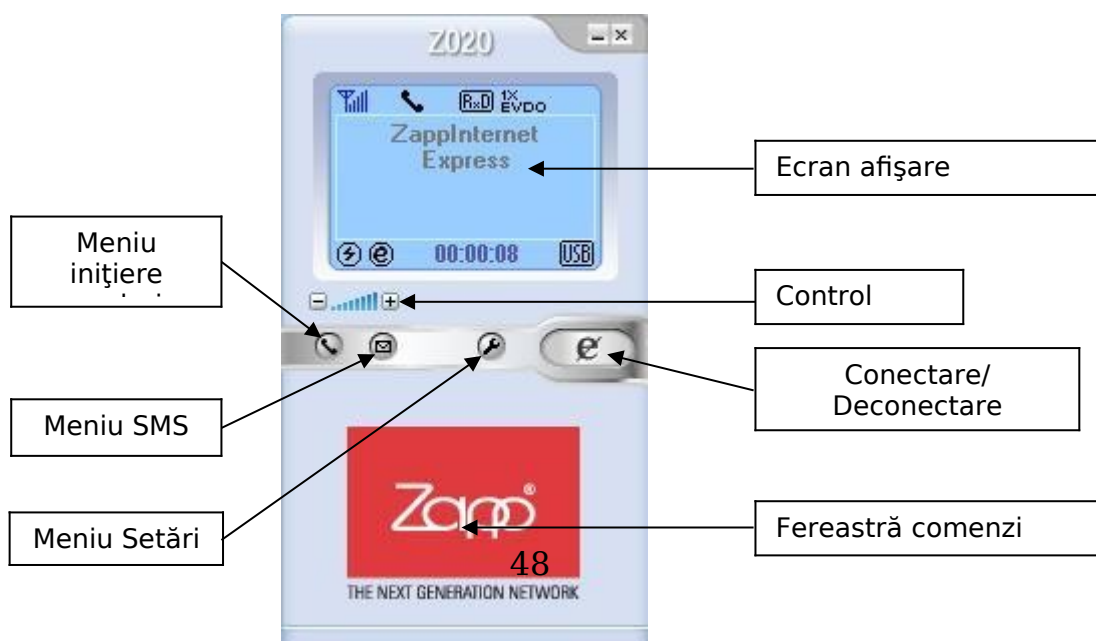 Z020
RxD 1X EVDO
ZappInternet
Express
00:00:08 USB
Ecran afişare
Meniu
iniţiere
Control
Conectare/
Deconectare
Meniu SMS
Meniu Setări
Fereastră comenzi
Zapp®
48
THE NEXT GENERATION NETWORK